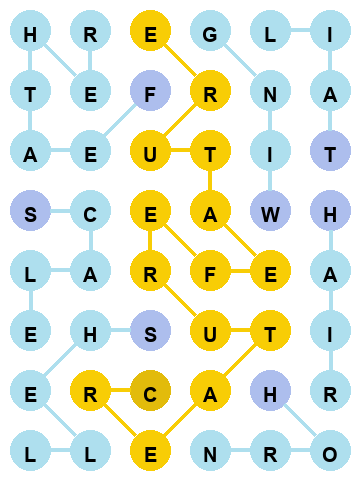 H R E G L I
T E F R N A
A E U T I T
S C E A W H
L A R F E A
E H S U T I
E R C A H R
L L E N R O